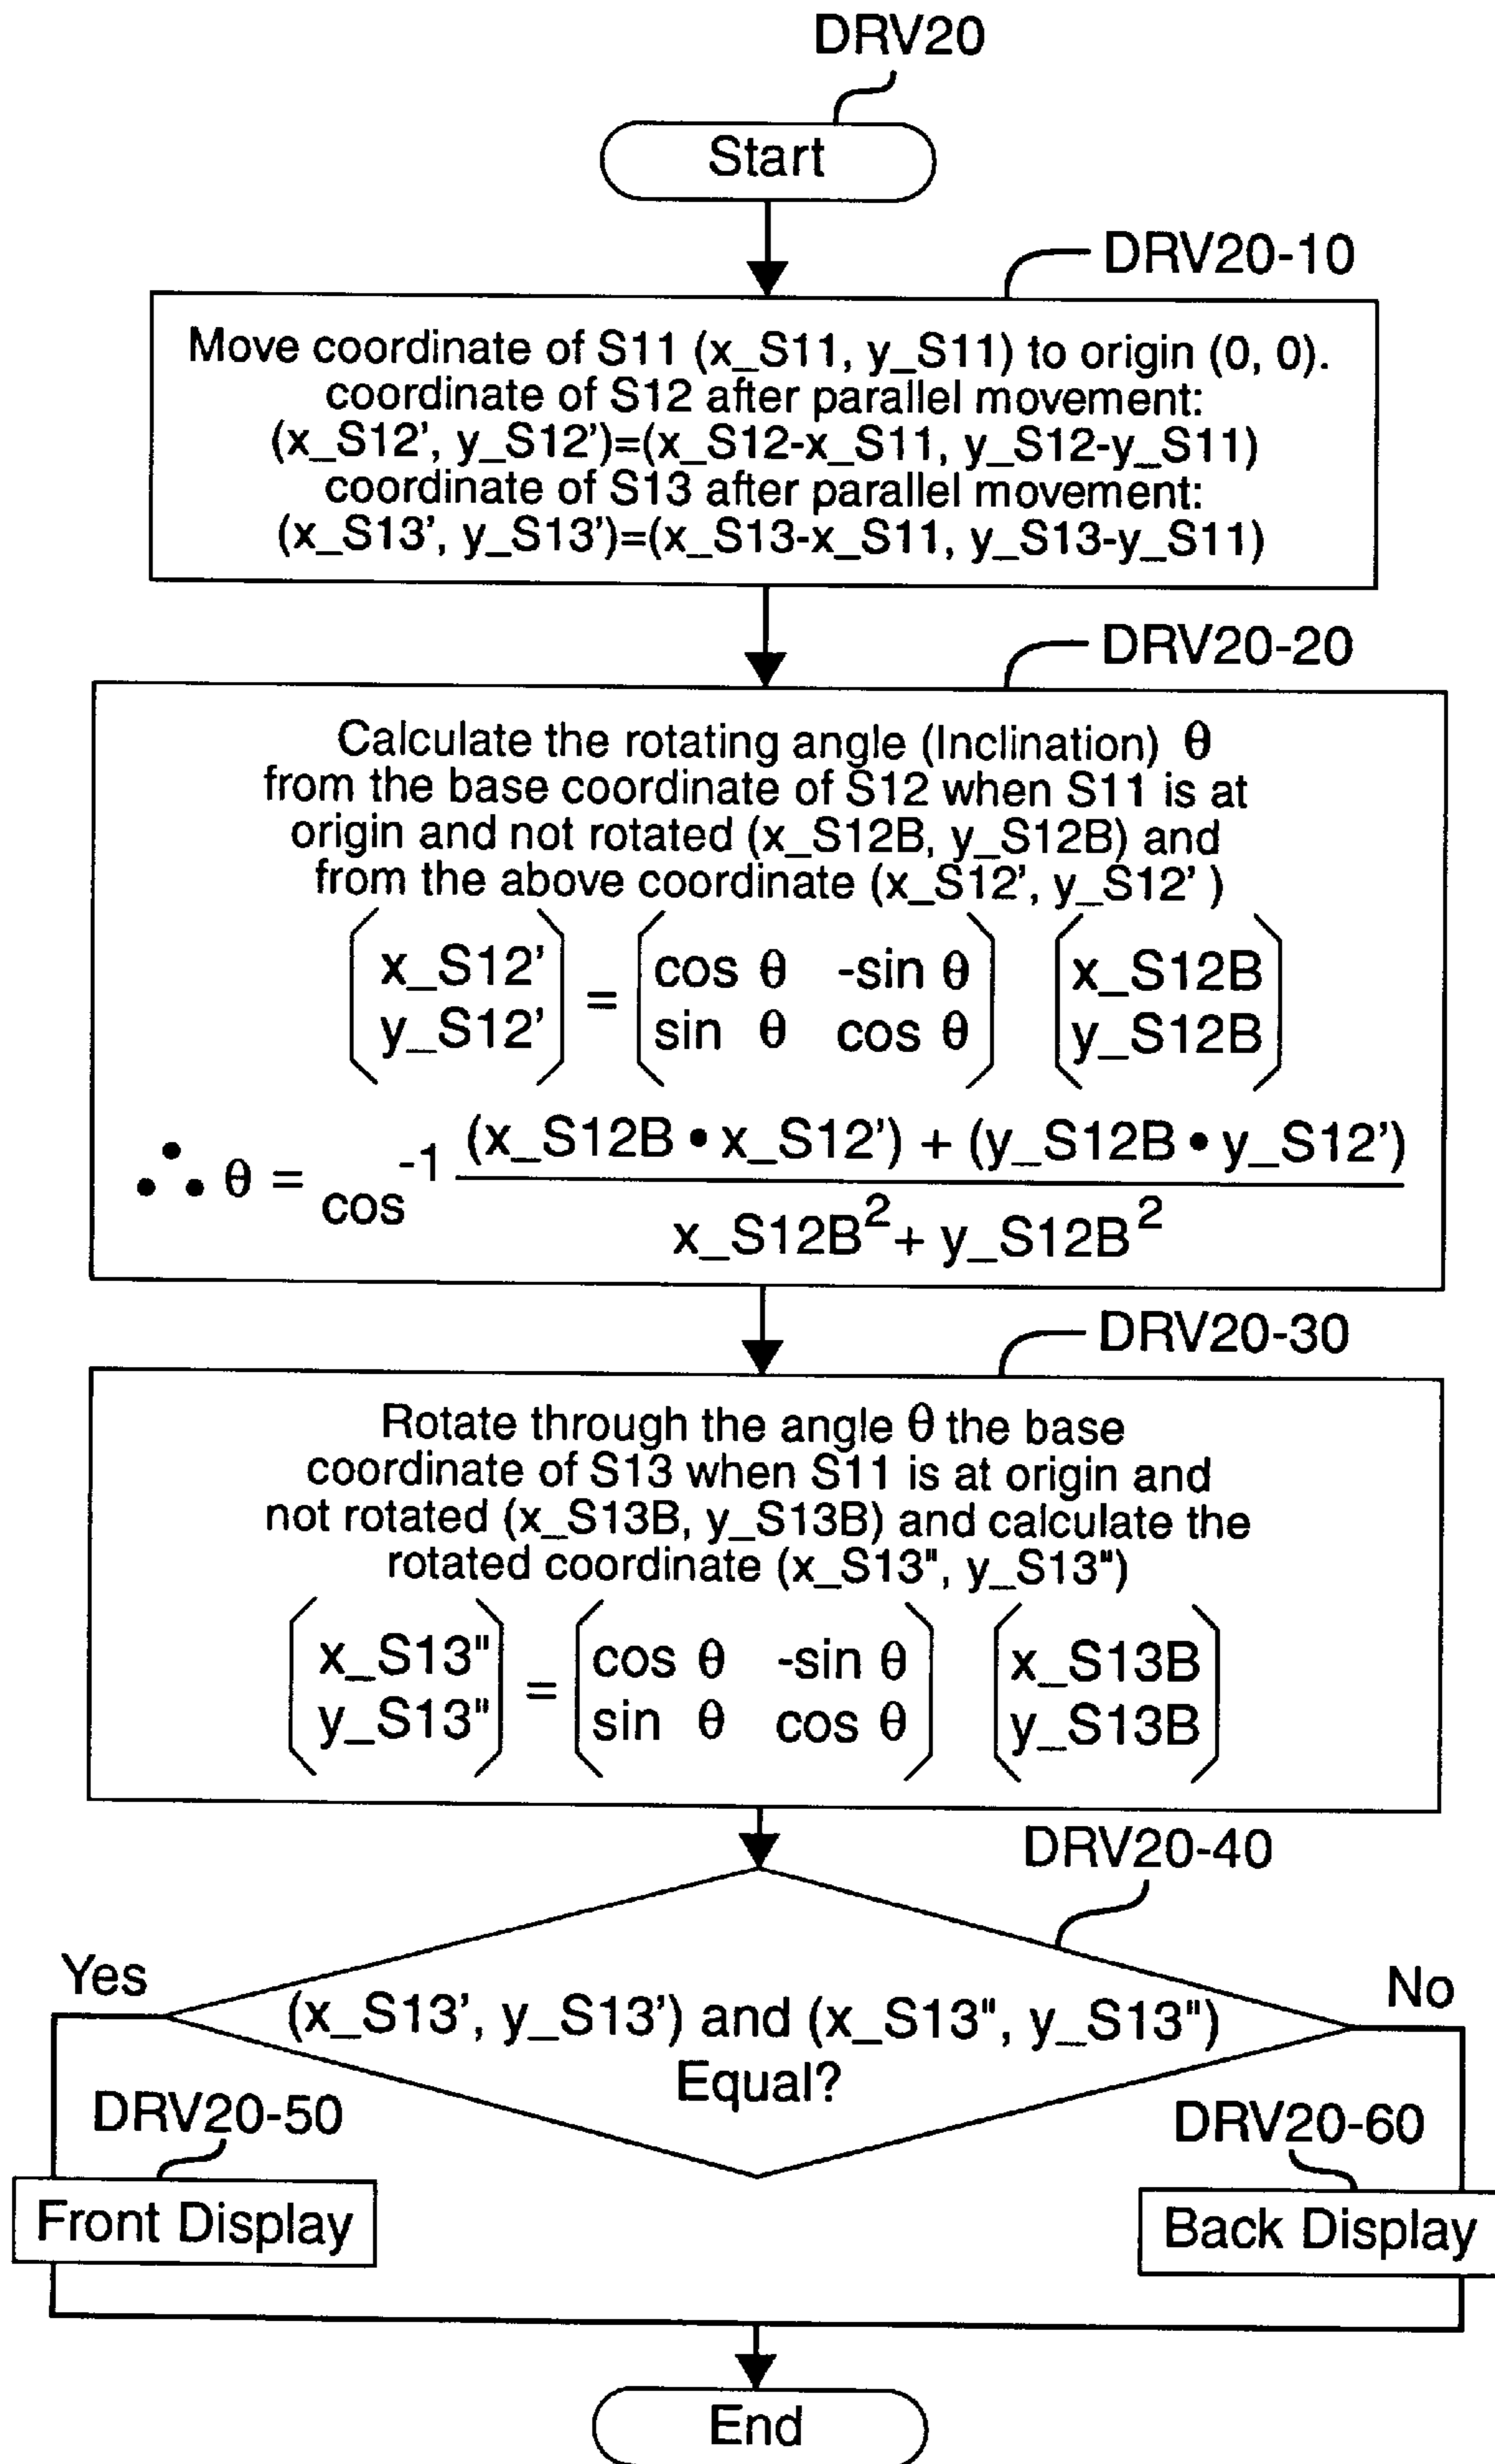 DRV20
Start
DRV20-10
Move coordinate of S11 (x_S11, y_S11) to origin (0, 0).
coordinate of S12 after parallel movement:
(x_S12', y_S12')=(x_S12-x_S11, y_S12-y_S11)
coordinate of S13 after parallel movement:
(x_S13', y_S13')=(x_S13-x_S11, y_S13-y_S11)
DRV20-20
Calculate the rotating angle (Inclination) θ
from the base coordinate of S12 when S11 is at
origin and not rotated (x_S12B, y_S12B) and
from the above coordinate (x_S12', y_S12' )
x_S12' cos θ -sin θ x_S12B
=
y_S12' sin θ cos θ y_S12B
(x_S12B • x_S12') + (y_S12B • y_S12')
∴ θ = cos -1
x_S12B2+ y_S12B2
DRV20-30
Rotate through the angle θ the base
coordinate of S13 when S11 is at origin and
not rotated (x_S13B, y_S13B) and calculate the
rotated coordinate (x_S13", y_S13")
x_S13" cos θ -sin θ x_S13B
=
y_S13" sin θ cos θ y_S13B
DRV20-40
Yes
No
(x_S13', y_S13') and (x_S13", y_S13")
Equal?
DRV20-50
DRV20-60
Front Display
Back Display
End